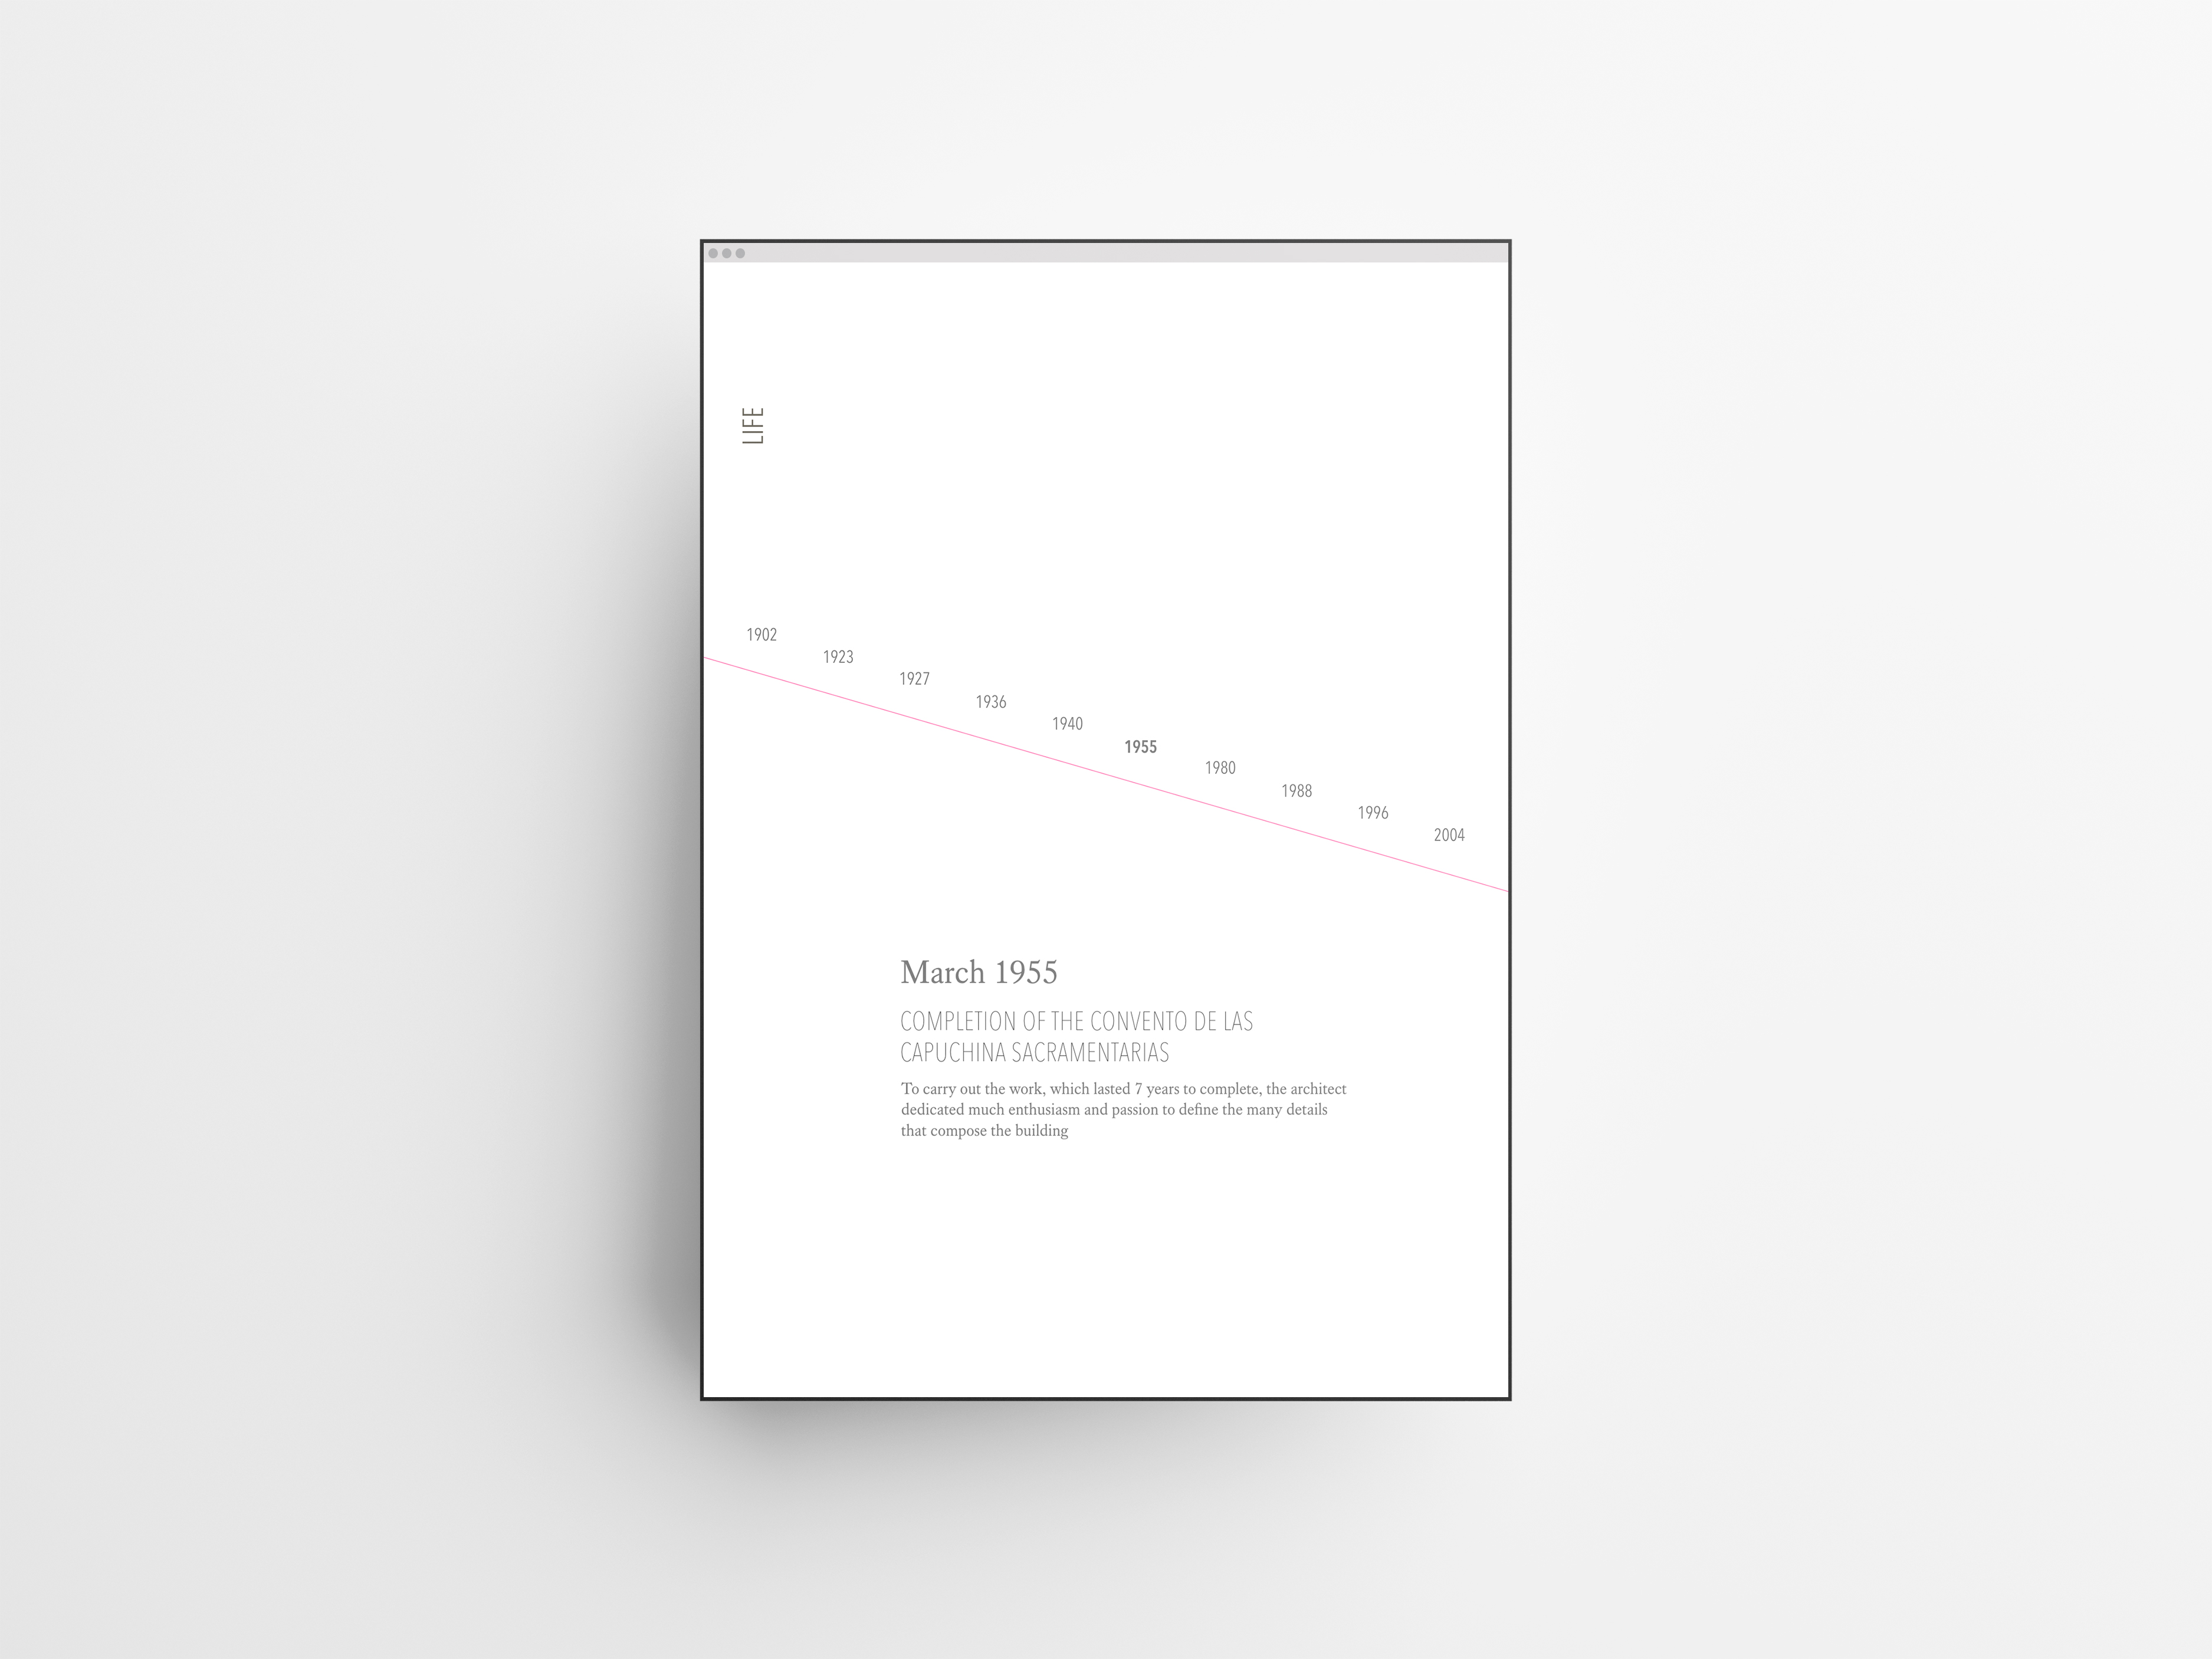 LIFE
1902
1923
1927
1936
1940
1955
1980
1988
1996
2004
March 1955
COMPLETION OF THE CONVENTO DE LAS
CAPUCHINA SACRAMENTARIAS
To carry out the work, which lasted 7 years to complete, the architect
dedicated much enthusiasm and passion to define the many details
that compose the building